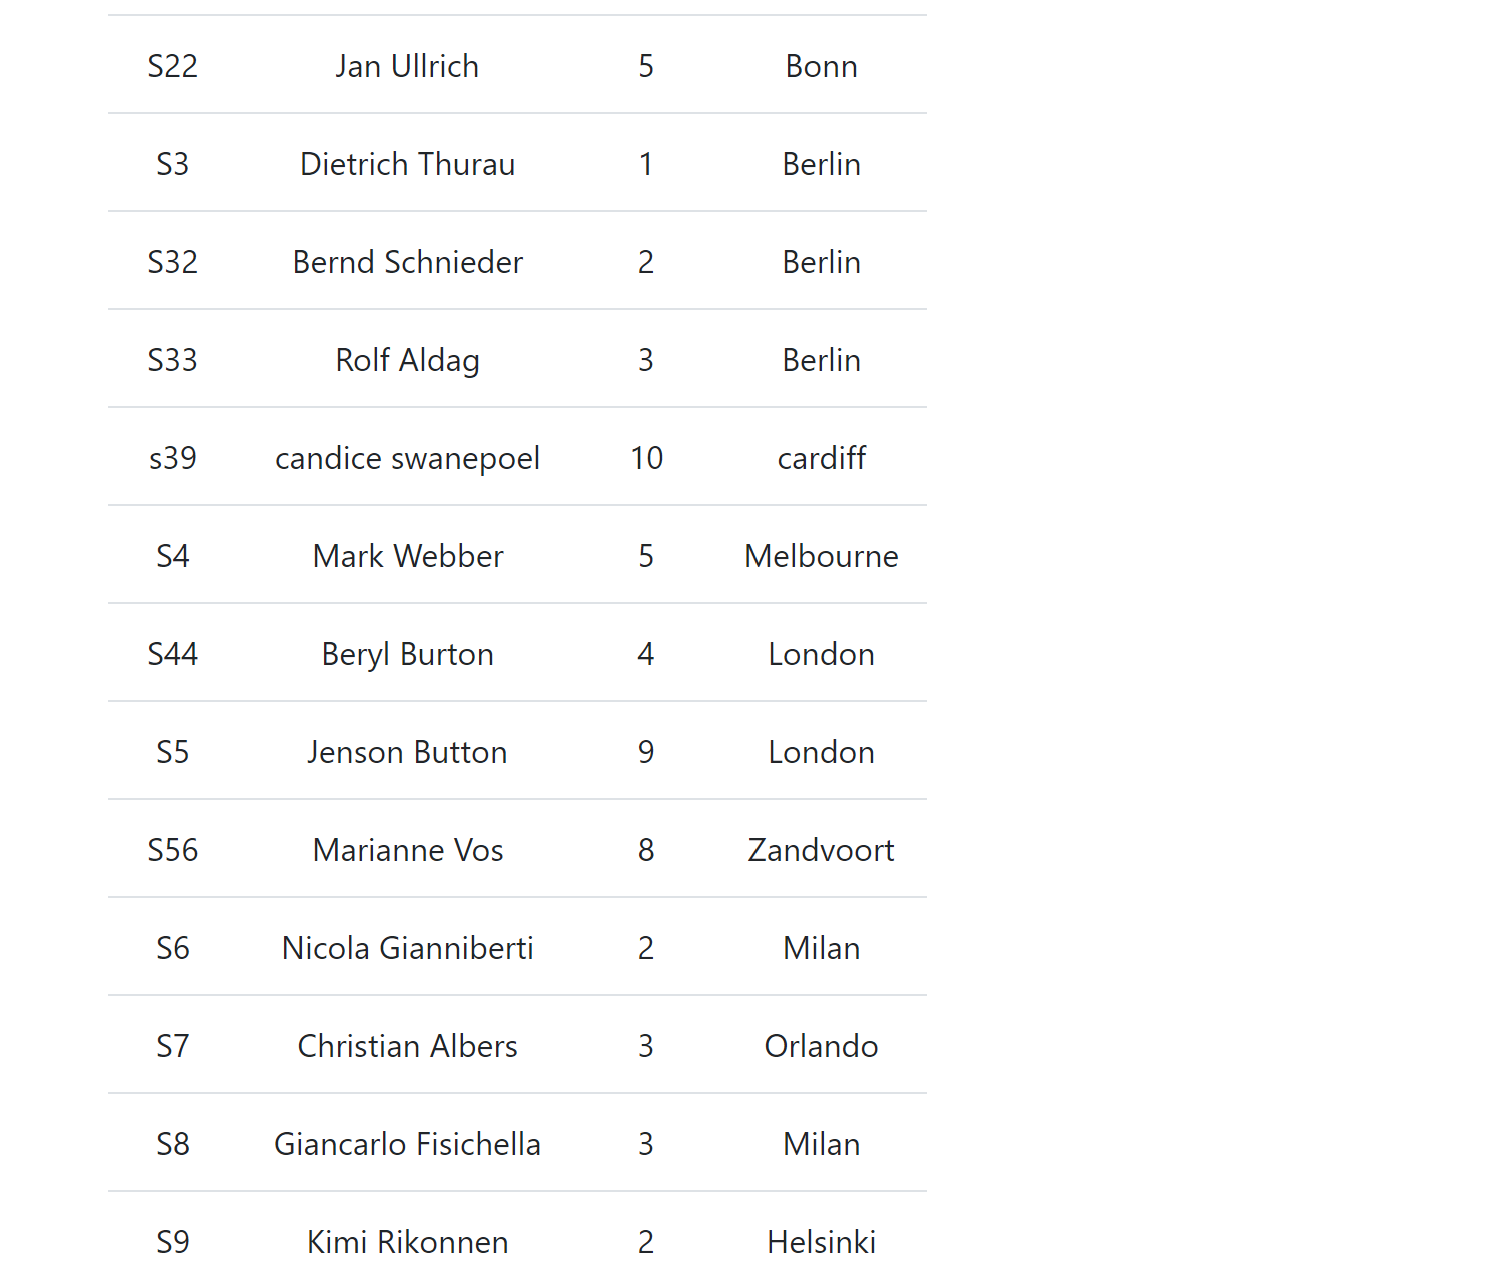 S22 Jan Ullrich 5 Bonn
S3 Dietrich Thurau 1 Berlin
S32 Bernd Schnieder 2 Berlin
S33 Rolf Aldag 3 Berlin
s39 candice swanepoel 10 cardiff
S4 Mark Webber 5 Melbourne
S44 Beryl Burton 4 London
S5 Jenson Button 9 London
S56 Marianne Vos 8 Zandvoort
S6 Nicola Gianniberti 2 Milan
S7 Christian Albers 3 Orlando
S8 Giancarlo Fisichella 3 Milan
S9 Kimi Rikonnen 2 Helsinki